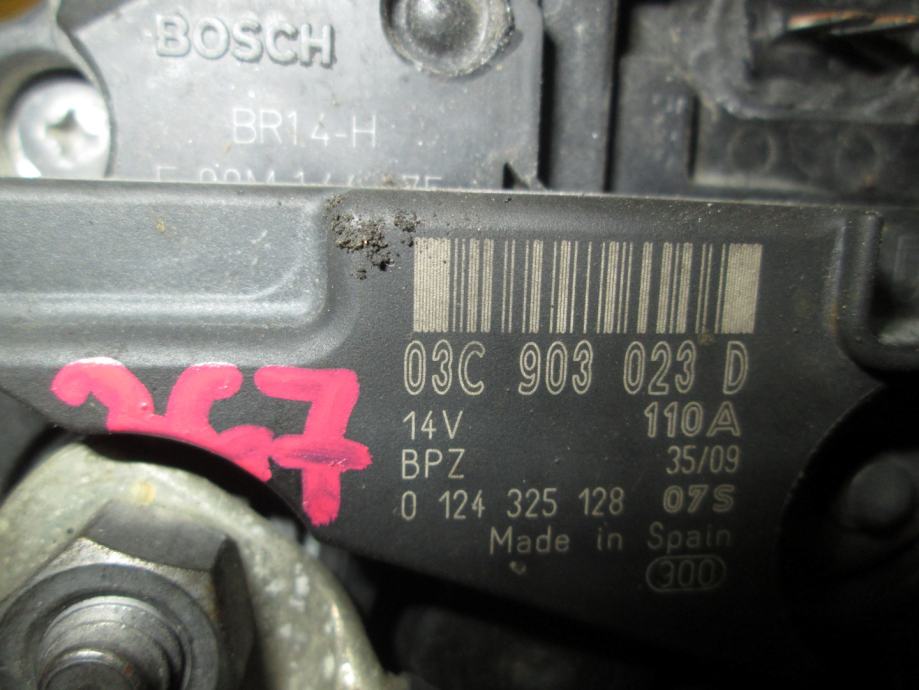 BOSCH
BR14-H
03C 903 023 D
14V 110A
BPZ 35/09
0 124 325 128 07S
Made in Spain
300